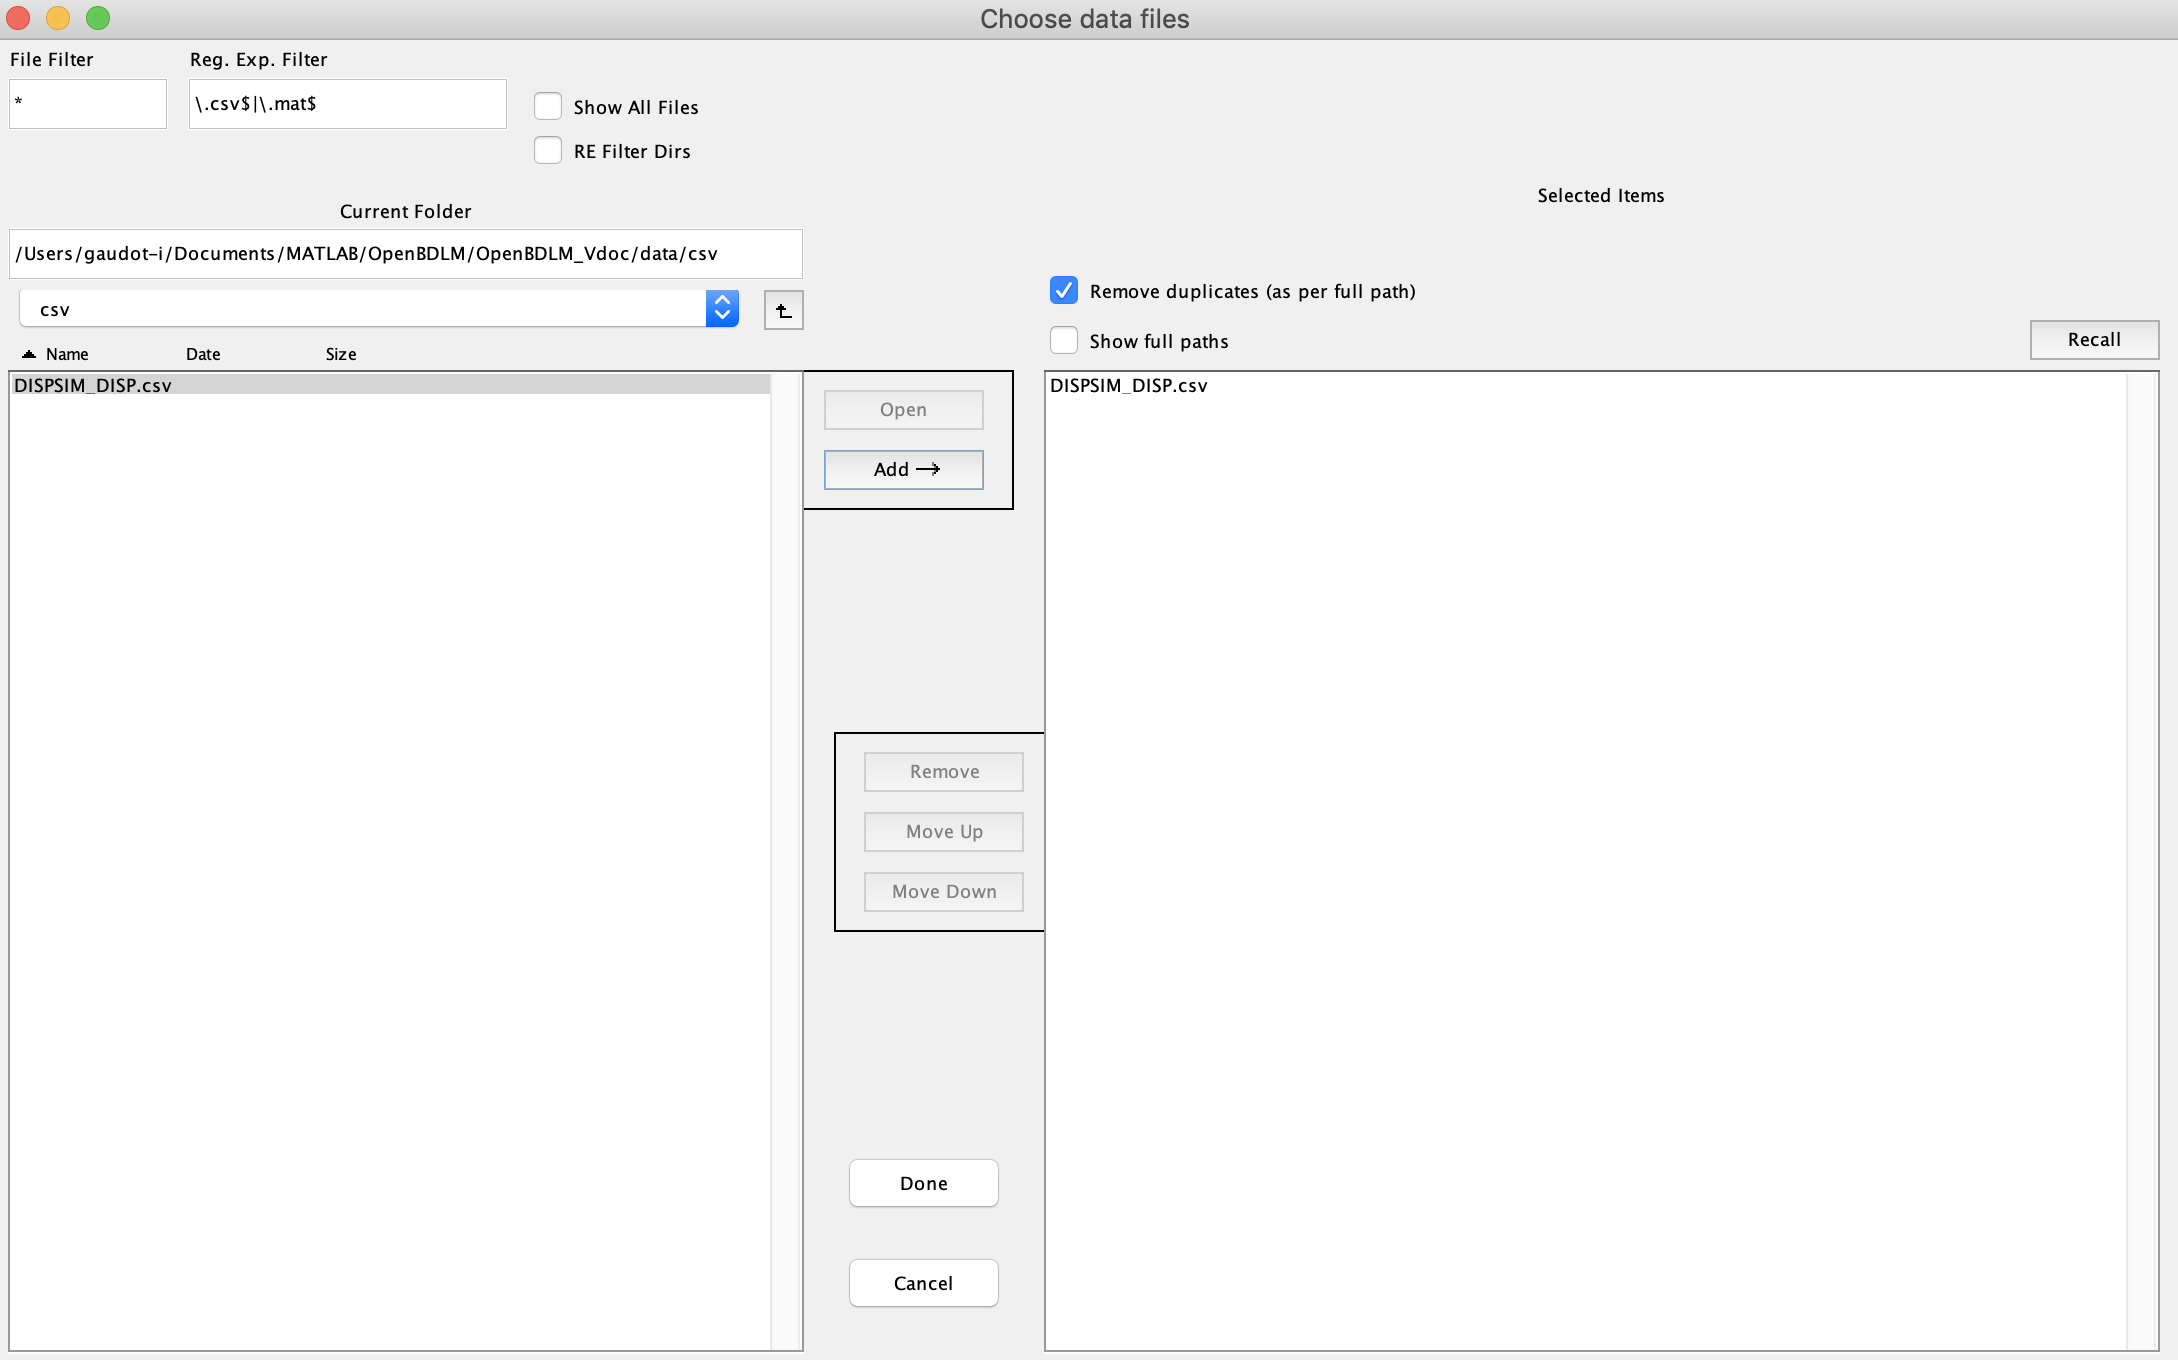 Choose data files
File Filter
Reg. Exp. Filter
*
\.csv$|\.mat$
Show All Files
RE Filter Dirs
Current Folder
Selected Items
/Users/gaudot-i/Documents/MATLAB/OpenBDLM/OpenBDLM_Vdoc/data/csv
csv
Remove duplicates (as per full path)
Show full paths
Recall
Name Date Size
DISPSIM_DISP.csv
Open
Add
DISPSIM_DISP.csv
Remove
Move Up
Move Down
Done
Cancel